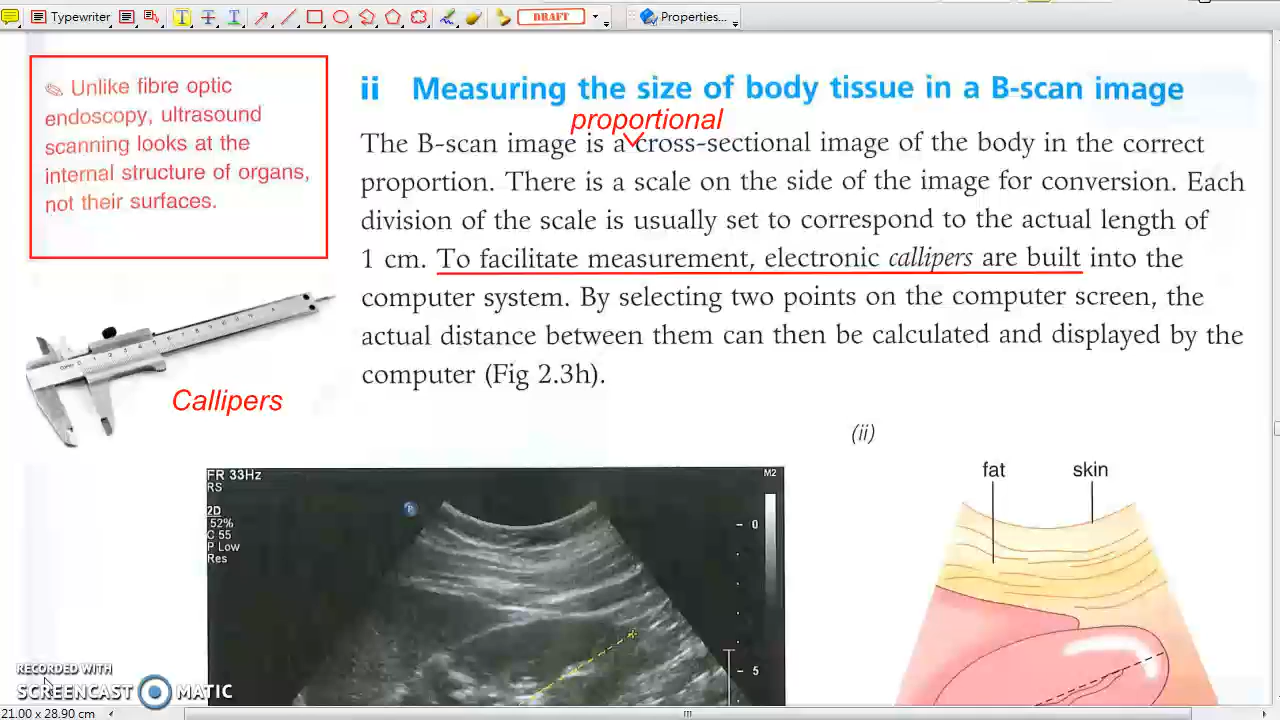 Typewriter
T T T
DRAFT
Properties...
Unlike fibre optic
endoscopy, ultrasound
scanning looks at the
internal structure of organs,
not their surfaces.
ii Measuring the size of body tissue in a B-scan image
proportional
The B-scan image is a cross-sectional image of the body in the correct
proportion. There is a scale on the side of the image for conversion. Each
division of the scale is usually set to correspond to the actual length of
1 cm. To facilitate measurement, electronic callipers are built into the
computer system. By selecting two points on the computer screen, the
actual distance between them can then be calculated and displayed by the
computer (Fig 2.3h).
Callipers
(ii)
fat skin
FR 33Hz
RS
2D
52%
C 55
P Low
Res
P
M2
0
5
RECORDED WITH
SCREENCAST MATIC
21.00 x 28.90 cm